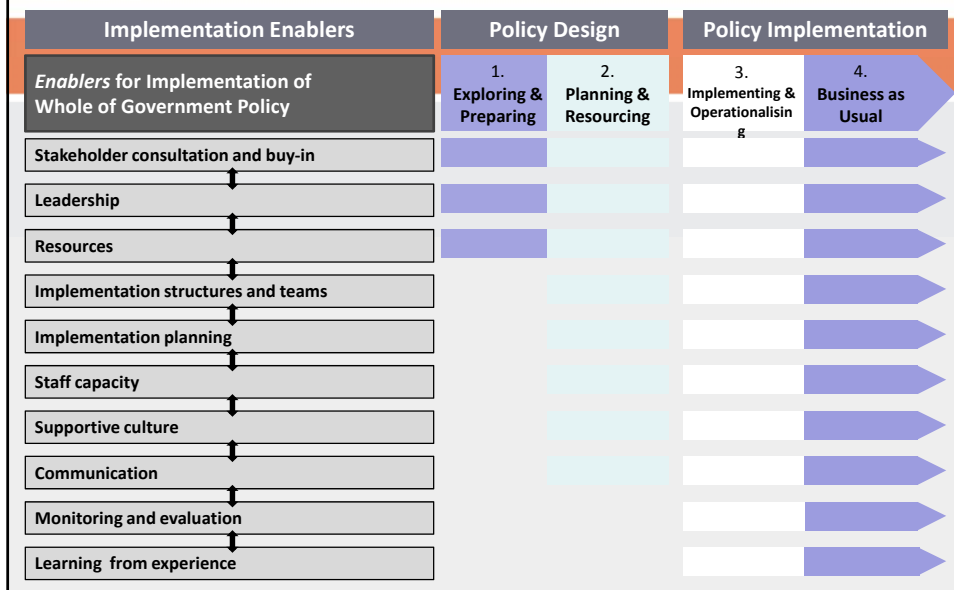 Implementation Enablers
Policy Design
Policy Implementation
Enablers for Implementation of
Whole of Government Policy
1.
Exploring &
Preparing
2.
Planning &
Resourcing
3.
Implementing &
Operationalisin
g
4.
Business as
Usual
Stakeholder consultation and buy-in
Leadership
Resources
Implementation structures and teams
Implementation planning
Staff capacity
Supportive culture
Communication
Monitoring and evaluation
Learning from experience